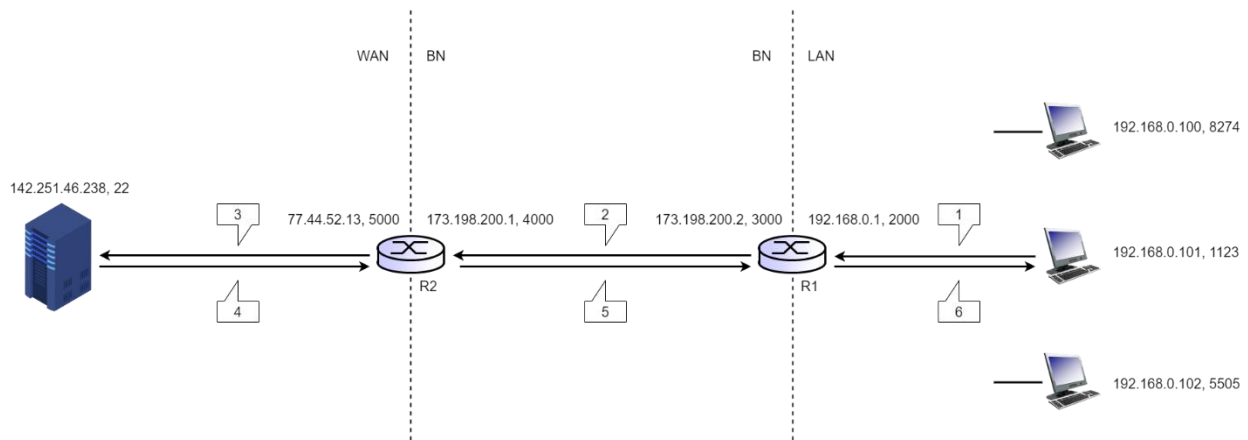 WAN
BN
BN
LAN
192.168.0.100, 8274
142.251.46.238, 22
3
77.44.52.13, 5000
173.198.200.1, 4000
2
173.198.200.2, 3000
192.168.0.1, 2000
1
192.168.0.101, 1123
R2
R1
4
5
6
192.168.0.102, 5505